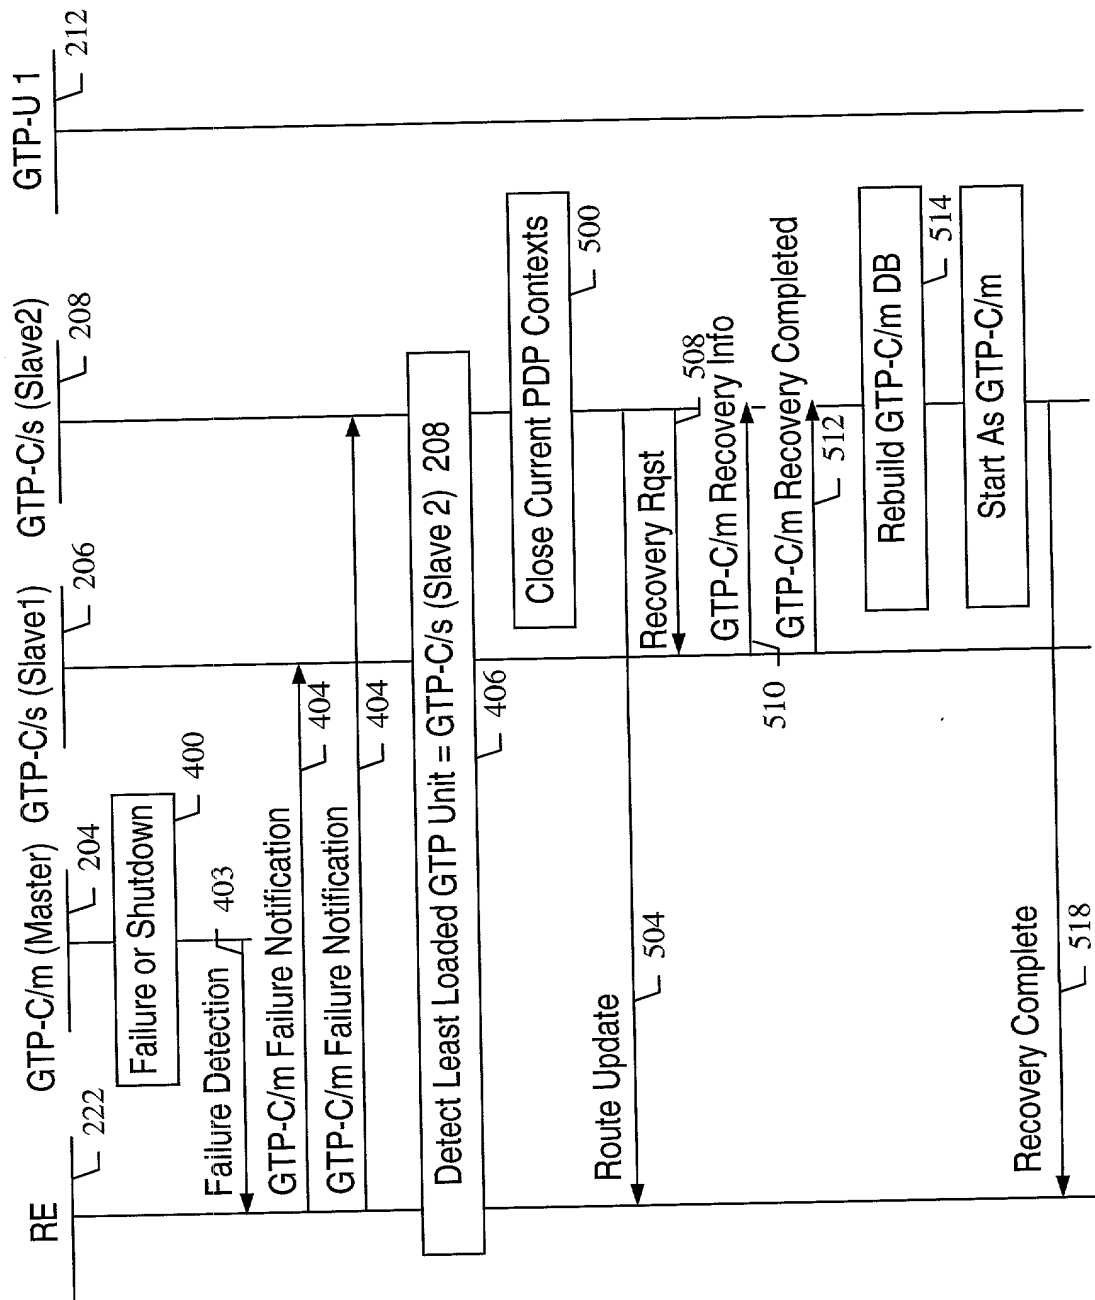 RE
222
GTP-C/m (Master)
204
GTP-C/s (Slave1)
206
GTP-C/s (Slave2)
208
GTP-U 1
212
Failure or Shutdown
400
Failure Detection
403
GTP-C/m Failure Notification
404
GTP-C/m Failure Notification
404
Detect Least Loaded GTP Unit = GTP-C/s (Slave 2) 208
406
Close Current PDP Contexts
500
Route Update
504
Recovery Rqst
508
GTP-C/m Recovery Info
510
GTP-C/m Recovery Completed
512
Rebuild GTP-C/m DB
514
Start As GTP-C/m
Recovery Complete
518